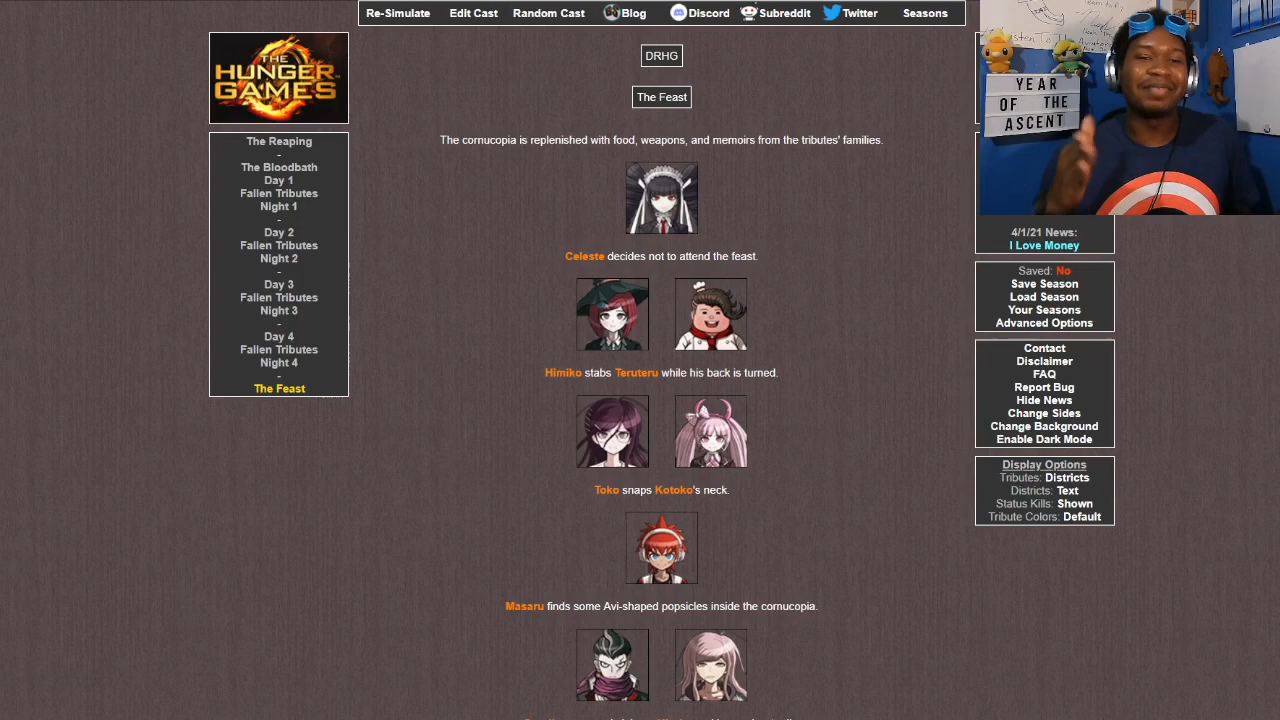 Re-Simulate Edit Cast Random Cast Blog Discord Subreddit Twitter Seasons
THE
HUNGER
GAMES
The Reaping
-
The Bloodbath
Day 1
Fallen Tributes
Night 1
-
Day 2
Fallen Tributes
Night 2
-
Day 3
Fallen Tributes
Night 3
-
Day 4
Fallen Tributes
Night 4
-
The Feast
DRHG
The Feast
The cornucopia is replenished with food, weapons, and memoirs from the tributes' families.
Celeste decides not to attend the feast.
Himiko stabs Teruteru while his back is turned.
Toko snaps Kotoko's neck.
Masaru finds some Avi-shaped popsicles inside the cornucopia.
YEAR
OF THE
ASCENT
4/1/21 News:
I Love Money
Saved: No
Save Season
Load Season
Your Seasons
Advanced Options
Contact
Disclaimer
FAQ
Report Bug
Hide News
Change Sides
Change Background
Enable Dark Mode
Display Options
Tributes: Districts
Districts: Text
Status Kills: Shown
Tribute Colors: Default